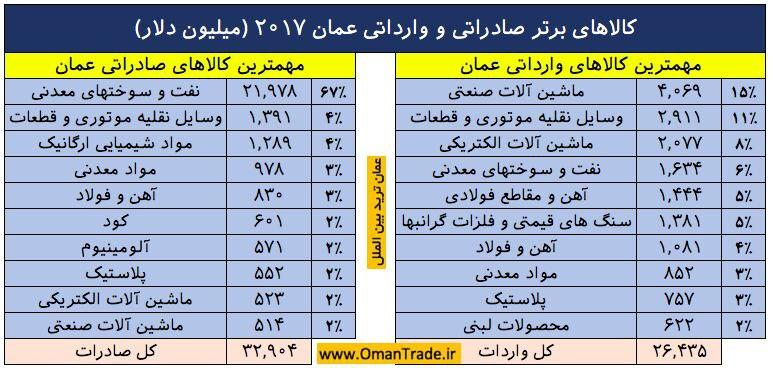 کالاهای برتر صادراتی و وارداتی عمان ۲۰۱۷ (میلیون دلار)
مهمترین کالاهای وارداتی عمان
ماشین آلات صنعتی ۴,۰۶۹ ۱۵٪
وسایل نقلیه موتوری و قطعات ۲,۹۱۱ ۱۱٪
ماشین آلات الکتریکی ۲,۰۷۷ ۸٪
نفت و سوختهای معدنی ۱,۶۳۴ ۶٪
آهن و مقاطع فولادی ۱,۴۴۴ ۵٪
سنگ های قیمتی و فلزات گرانبها ۱,۳۸۱ ۵٪
آهن و فولاد ۱,۰۸۱ ۴٪
مواد معدنی ۸۵۲ ۳٪
پلاستیک ۷۵۷ ۳٪
محصولات لبنی ۶۲۲ ۲٪
کل واردات ۲۶,۴۳۵
عمان ترید بین الملل
مهمترین کالاهای صادراتی عمان
نفت و سوختهای معدنی ۲۱,۹۷۸ ۶۷٪
وسایل نقلیه موتوری و قطعات ۱,۳۹۱ ۴٪
مواد شیمیایی ارگانیک ۱,۲۸۹ ۴٪
مواد معدنی ۹۷۸ ۳٪
آهن و فولاد ۸۳۰ ۳٪
کود ۶۰۱ ۲٪
آلومینیوم ۵۷۱ ۲٪
پلاستیک ۵۵۲ ۲٪
ماشین آلات الکتریکی ۵۲۳ ۲٪
ماشین آلات صنعتی ۵۱۴ ۲٪
کل صادرات ۳۲,۹۰۴
www.OmanTrade.ir